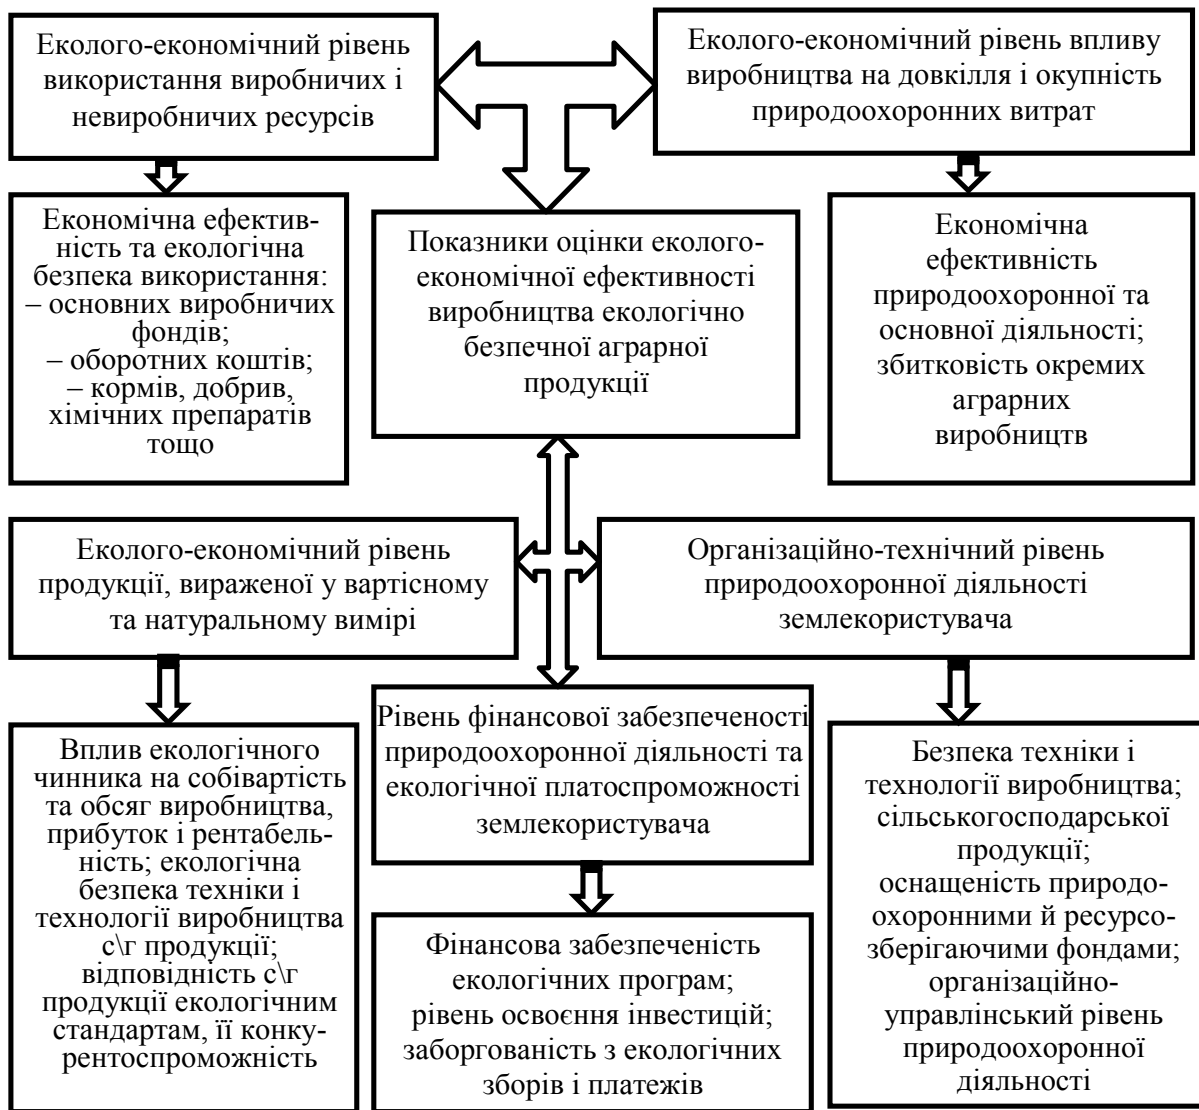 Еколого-економічний рівень
використання виробничих і
невиробничих ресурсів
Еколого-економічний рівень впливу
виробництва на довкілля і окупність
природоохоронних витрат
Економічна ефектив-
ність та екологічна
безпека використання:
– основних виробничих
фондів;
– оборотних коштів;
– кормів, добрив,
хімічних препаратів
тощо
Показники оцінки еколого-
економічної ефективності
виробництва екологічно
безпечної аграрної
продукції
Економічна
ефективність
природоохоронної та
основної діяльності;
збитковість окремих
аграрних
виробництв
Еколого-економічний рівень
продукції, вираженої у вартісному
та натуральному вимірі
Організаційно-технічний рівень
природоохоронної діяльності
землекористувача
Вплив екологічного
чинника на собівартість
та обсяг виробництва,
прибуток і рентабель-
ність; екологічна
безпека техніки і
технології виробництва
с\г продукції;
відповідність с\г
продукції екологічним
стандартам, її конку-
рентоспроможність
Рівень фінансової забезпеченості
природоохоронної діяльності та
екологічної платоспроможності
землекористувача
Фінансова забезпеченість
екологічних програм;
рівень освоєння інвестицій;
заборгованість з екологічних
зборів і платежів
Безпека техніки і
технології виробництва;
сільськогосподарської
продукції;
оснащеність природо-
охоронними й ресурсо-
зберігаючими фондами;
організаційно-
управлінський рівень
природоохоронної
діяльності